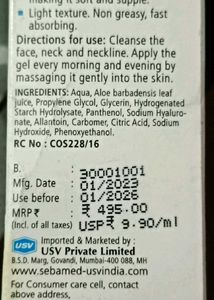 making it soft and supple.
• Light texture. Non greasy, fast
absorbing.
Directions for use: Cleanse the
face, neck and neckline. Apply the
gel every morning and evening by
massaging it gently into the skin.
INGREDIENTS: Aqua, Aloe barbadensis leaf
juice, Propylene Glycol, Glycerin, Hydrogenated
Starch Hydrolysate, Panthenol, Sodium Hyaluro-
nate, Allantoin, Carbomer, Citric Acid, Sodium
Hydroxide, Phenoxyethanol.
RC No : COS228/16
B. 30001001
Mfg. Date 01/2023
Use before 01/2026
MRP ₹ ₹ 495.00
(Incl. of all taxes) USP ₹ 9.90/ml
USV Imported & Marketed by :
USV Private Limited
B.S.D. Marg, Govandi, Mumbai-400 088, MH
www.sebamed-usvindia.com
For Consumer care cell, contact
above address,